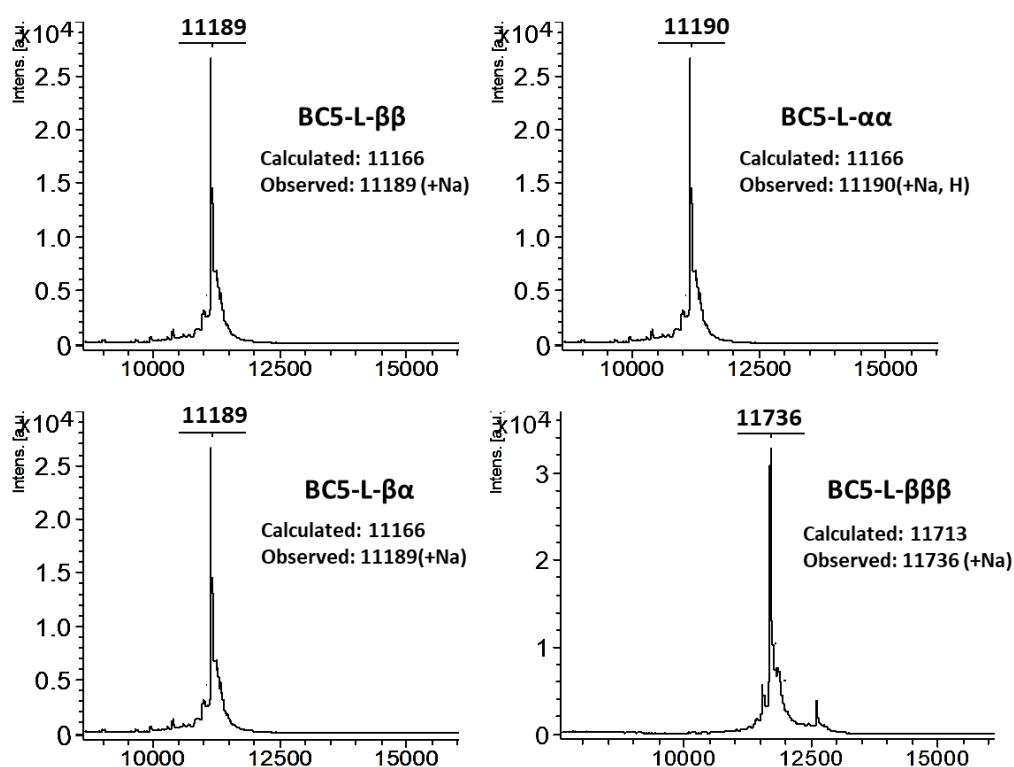 11189
x10⁴
Intens. [a.u.
2.5
2.0
1.5
1.0
0.5
0
10000 12500 15000
BC5-L-ββ
Calculated: 11166
Observed: 11189 (+Na)
11190
x10⁴
Intens. [a.u.
2.5
2.0
1.5
1.0
0.5
0
10000 12500 15000
BC5-L-αα
Calculated: 11166
Observed: 11190(+Na, H)
11189
x10⁴
Intens. [a.u.
2.5
2.0
1.5
1.0
0.5
0
10000 12500 15000
BC5-L-βα
Calculated: 11166
Observed: 11189(+Na)
11736
x10⁴
Intens. [a.u.
3
2
1
0
10000 12500 15000
BC5-L-βββ
Calculated: 11713
Observed: 11736 (+Na)